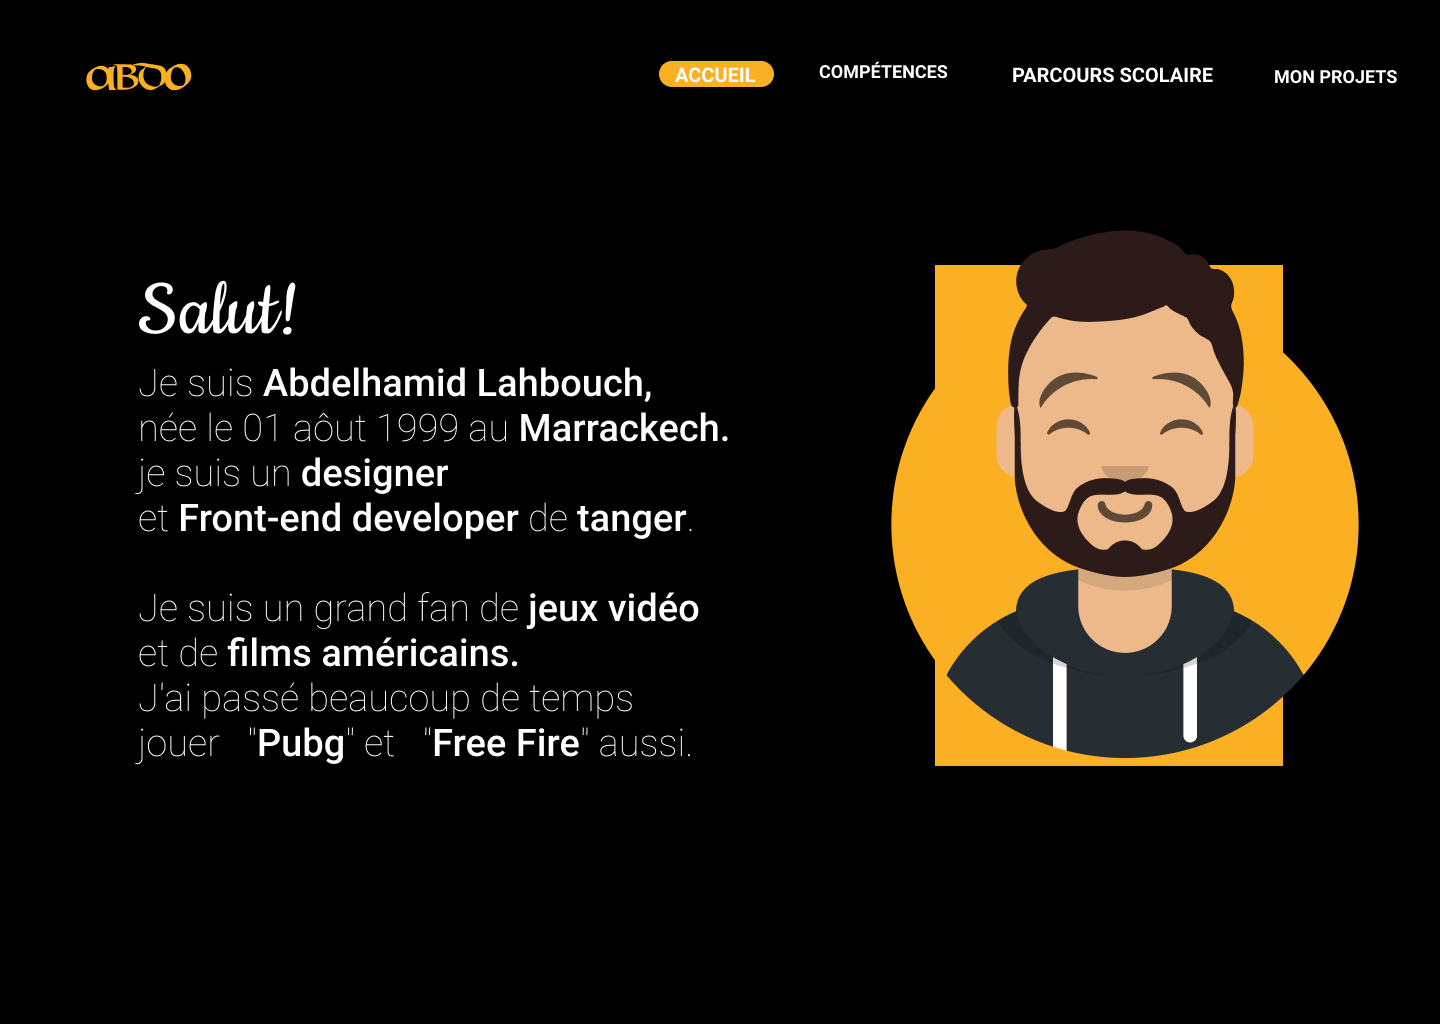 ABDO
ACCUEIL
COMPÉTENCES
PARCOURS SCOLAIRE
MON PROJETS
Salut!
Je suis Abdelhamid Lahbouch,
née le 01 aôut 1999 au Marrackech.
je suis un designer
et Front-end developer de tanger.
Je suis un grand fan de jeux vidéo
et de films américains.
J'ai passé beaucoup de temps
jouer "Pubg" et "Free Fire" aussi.